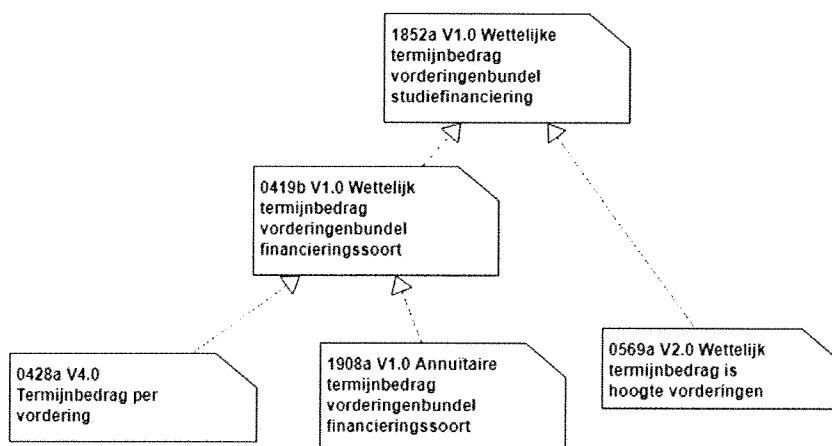 1852a V1.0 Wettelijke
termijnbedrag
vorderingenbundel
studiefinanciering
0419b V1.0 Wettelijk
termijnbedrag
vorderingenbundel
financieringssoort
0428a V4.0
Termijnbedrag per
vordering
1908a V1.0 Annuïtaire
termijnbedrag
vorderingenbundel
financieringssoort
0569a V2.0 Wettelijk
termijnbedrag is
hoogte vorderingen